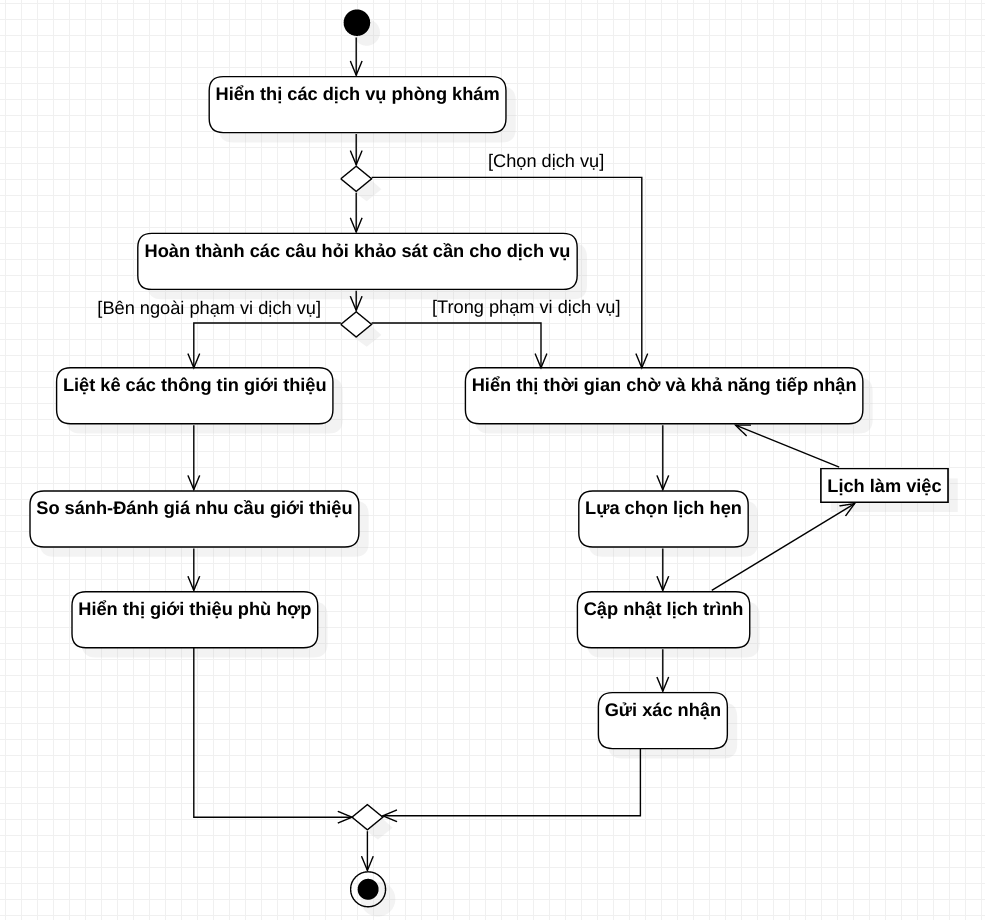 Hiển thị các dịch vụ phòng khám
[Chọn dịch vụ]
Hoàn thành các câu hỏi khảo sát cần cho dịch vụ
[Bên ngoài phạm vi dịch vụ]
[Trong phạm vi dịch vụ]
Liệt kê các thông tin giới thiệu
Hiển thị thời gian chờ và khả năng tiếp nhận
Lịch làm việc
So sánh-Đánh giá nhu cầu giới thiệu
Lựa chọn lịch hẹn
Hiển thị giới thiệu phù hợp
Cập nhật lịch trình
Gửi xác nhận